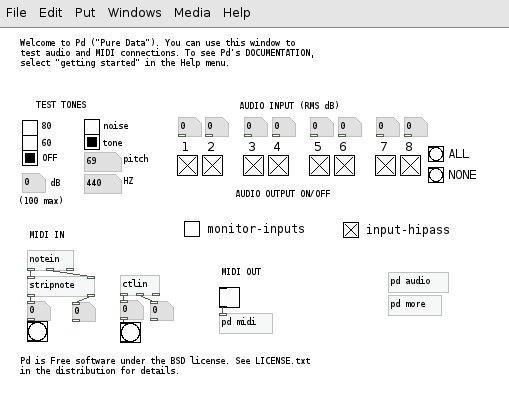 File Edit Put Windows Media Help
Welcome to Pd ("Pure Data"). You can use this window to
test audio and MIDI connections. To see Pd's DOCUMENTATION,
select "getting started" in the Help menu.
TEST TONES
AUDIO INPUT (RMS dB)
80
60
OFF
noise
tone
69 pitch
440 HZ
0 dB
(100 max)
0 0 0 0 0 0 0 0
1 2 3 4 5 6 7 8
ALL
NONE
AUDIO OUTPUT ON/OFF
monitor-inputs
input-hipass
MIDI IN
notein
stripnote
0 0
ctlin
0 0
MIDI OUT
pd midi
pd audio
pd more
Pd is Free software under the BSD license. See LICENSE.txt
in the distribution for details.